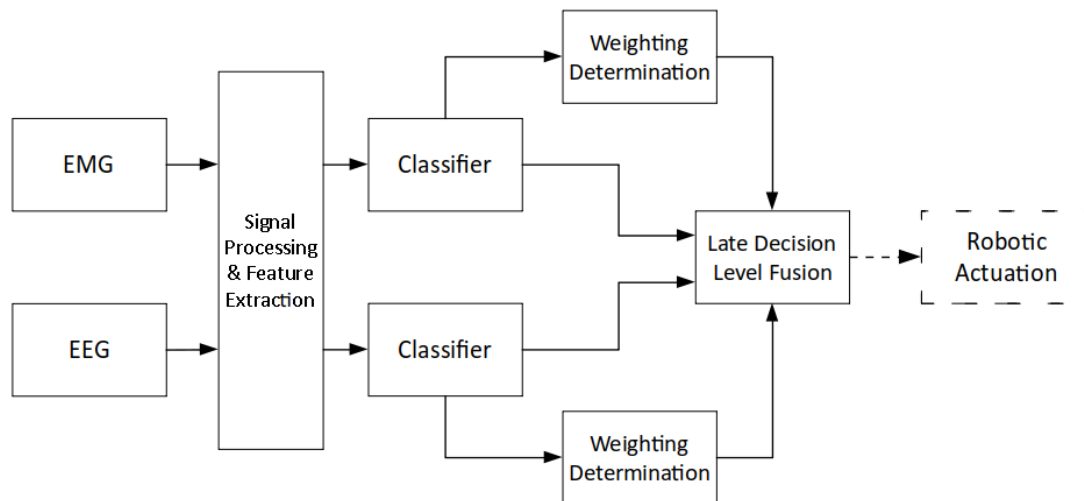 Weighting
Determination
EMG
Classifier
Signal
Processing
& Feature
Extraction
Late Decision
Level Fusion
Robotic
Actuation
EEG
Classifier
Weighting
Determination